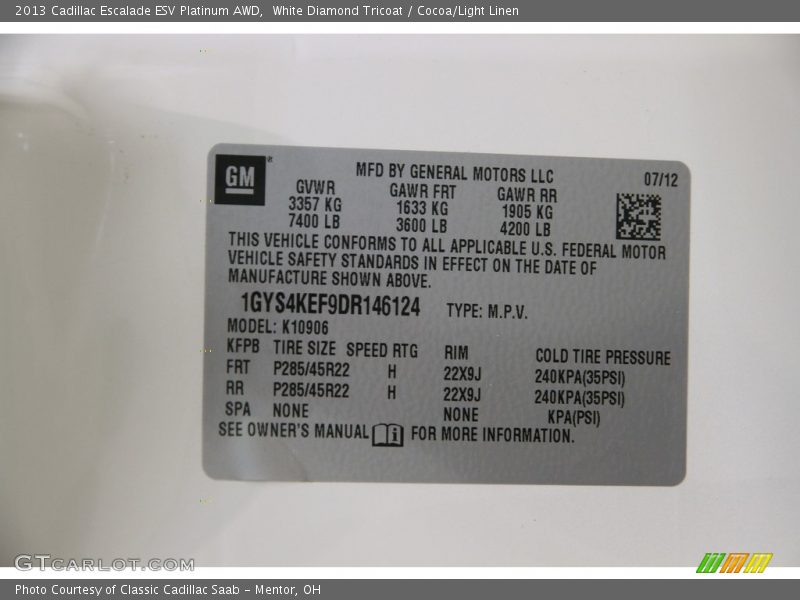 2013 Cadillac Escalade ESV Platinum AWD,  White Diamond Tricoat / Cocoa/Light Linen
GM®
MFD BY GENERAL MOTORS LLC 07/12
GVWR GAWR FRT GAWR RR
3357 KG 1633 KG 1905 KG
7400 LB 3600 LB 4200 LB
THIS VEHICLE CONFORMS TO ALL APPLICABLE U.S. FEDERAL MOTOR
VEHICLE SAFETY STANDARDS IN EFFECT ON THE DATE OF
MANUFACTURE SHOWN ABOVE.
1GYS4KEF9DR146124 TYPE: M.P.V.
MODEL: K10906
KFPB TIRE SIZE SPEED RTG RIM COLD TIRE PRESSURE
FRT P285/45R22 H 22X9J 240KPA(35PSI)
RR P285/45R22 H 22X9J 240KPA(35PSI)
SPA NONE NONE KPA(PSI)
SEE OWNER'S MANUAL i FOR MORE INFORMATION.
GTCARLOT.COM
Photo Courtesy of Classic Cadillac Saab - Mentor, OH